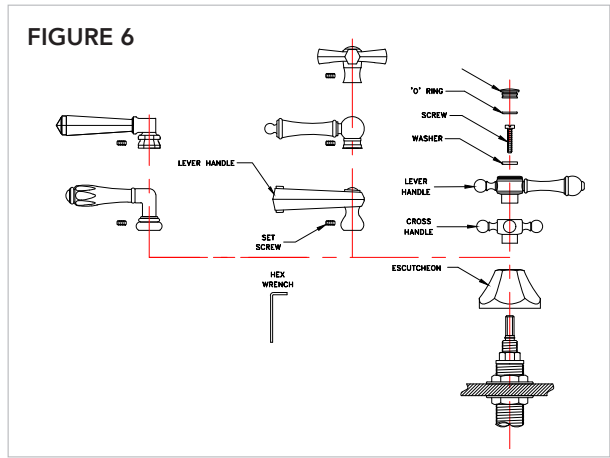 FIGURE 6
'O' RING
SCREW
WASHER
LEVER HANDLE
LEVER
HANDLE
CROSS
HANDLE
SET
SCREW
ESCUTCHEON
HEX
WRENCH